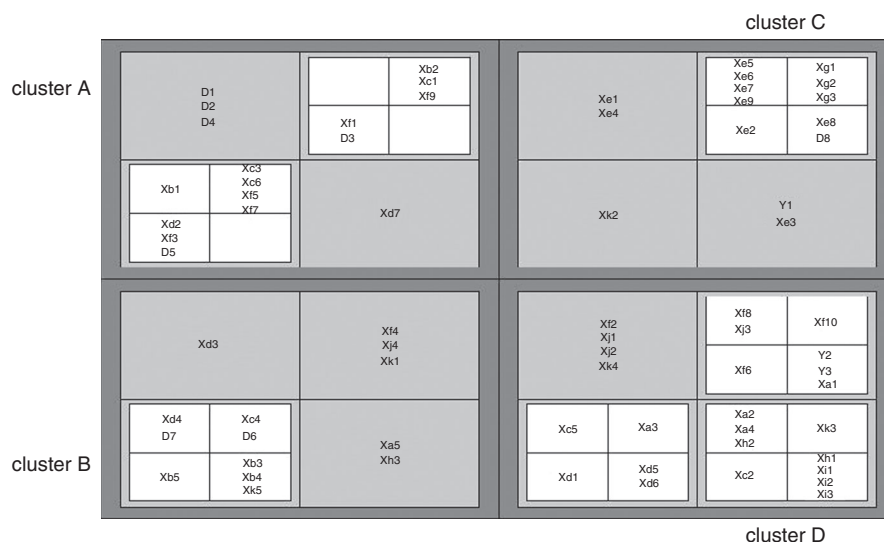 cluster C
cluster A
D1
D2
D4
Xb2
Xc1
Xf9
Xf1
D3
Xb1
Xc3
Xc6
Xf5
Xf7
Xd2
Xf3
D5
Xd7
Xe1
Xe4
Xe5
Xe6
Xe7
Xe9
Xg1
Xg2
Xg3
Xe2
Xe8
D8
Xk2
Y1
Xe3
Xd3
Xf4
Xj4
Xk1
Xd4
D7
Xc4
D6
Xb5
Xb3
Xb4
Xk5
Xa5
Xh3
cluster B
Xf2
Xj1
Xj2
Xk4
Xf8
Xj3
Xf10
Xf6
Y2
Y3
Xa1
Xc5
Xa3
Xd1
Xd5
Xd6
Xa2
Xa4
Xh2
Xk3
Xc2
Xh1
Xi1
Xi2
Xi3
cluster D